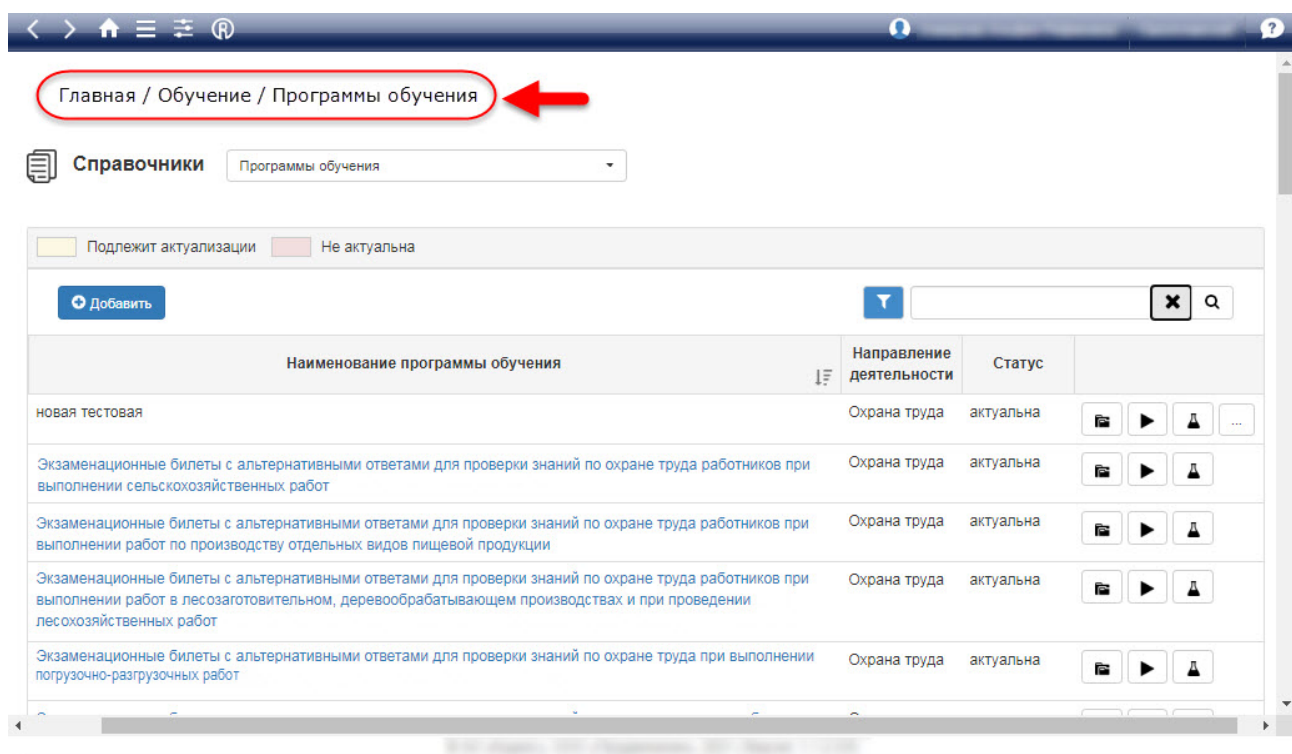 Главная / Обучение / Программы обучения
Справочники
Программы обучения
Подлежит актуализации
Не актуальна
Добавить
Наименование программы обучения
Направление
деятельности
Статус
новая тестовая
Охрана труда
актуальна
...
Экзаменационные билеты с альтернативными ответами для проверки знаний по охране труда работников при
выполнении сельскохозяйственных работ
Охрана труда
актуальна
Экзаменационные билеты с альтернативными ответами для проверки знаний по охране труда работников при
выполнении работ по производству отдельных видов пищевой продукции
Охрана труда
актуальна
Экзаменационные билеты с альтернативными ответами для проверки знаний по охране труда работников при
выполнении работ в лесозаготовительном, деревообрабатывающем производствах и при проведении
лесохозяйственных работ
Охрана труда
актуальна
Экзаменационные билеты с альтернативными ответами для проверки знаний по охране труда при выполнении
погрузочно-разгрузочных работ
Охрана труда
актуальна